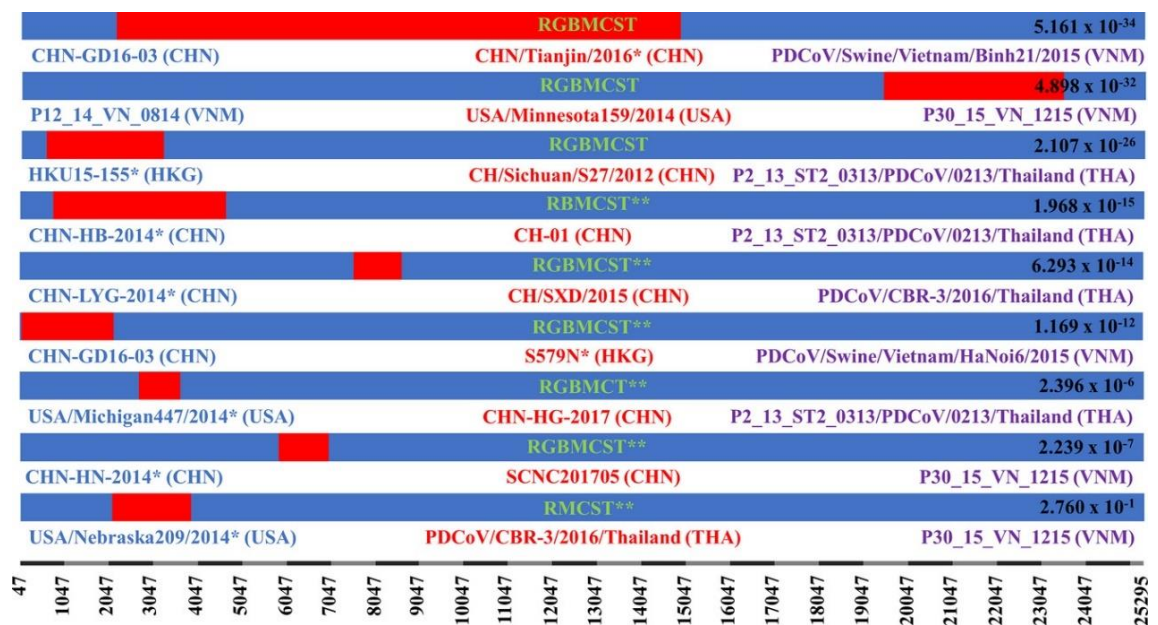 RGBMCST 5.161 x 10-34
CHN-GD16-03 (CHN) CHN/Tianjin/2016* (CHN) PDCoV/Swine/Vietnam/Binh21/2015 (VNM)
RGBMCST 4.898 x 10-32
P12_14_VN_0814 (VNM) USA/Minnesota159/2014 (USA) P30_15_VN_1215 (VNM)
RGBMCST 2.107 x 10-26
HKU15-155* (HKG) CH/Sichuan/S27/2012 (CHN) P2_13_ST2_0313/PDCoV/0213/Thailand (THA)
RBMCST** 1.968 x 10-15
CHN-HB-2014* (CHN) CH-01 (CHN) P2_13_ST2_0313/PDCoV/0213/Thailand (THA)
RGBMCST** 6.293 x 10-14
CHN-LYG-2014* (CHN) CH/SXD/2015 (CHN) PDCoV/CBR-3/2016/Thailand (THA)
RGBMCST** 1.169 x 10-12
CHN-GD16-03 (CHN) S579N* (HKG) PDCoV/Swine/Vietnam/HaNoi6/2015 (VNM)
RGBMCT** 2.396 x 10-6
USA/Michigan447/2014* (USA) CHN-HG-2017 (CHN) P2_13_ST2_0313/PDCoV/0213/Thailand (THA)
RGBMCST** 2.239 x 10-7
CHN-HN-2014* (CHN) SCNC201705 (CHN) P30_15_VN_1215 (VNM)
RMCST** 2.760 x 10-1
USA/Nebraska209/2014* (USA) PDCoV/CBR-3/2016/Thailand (THA) P30_15_VN_1215 (VNM)
47 1047 2047 3047 4047 5047 6047 7047 8047 9047 10047 11047 12047 13047 14047 15047 16047 17047 18047 19047 20047 21047 22047 23047 24047 25295